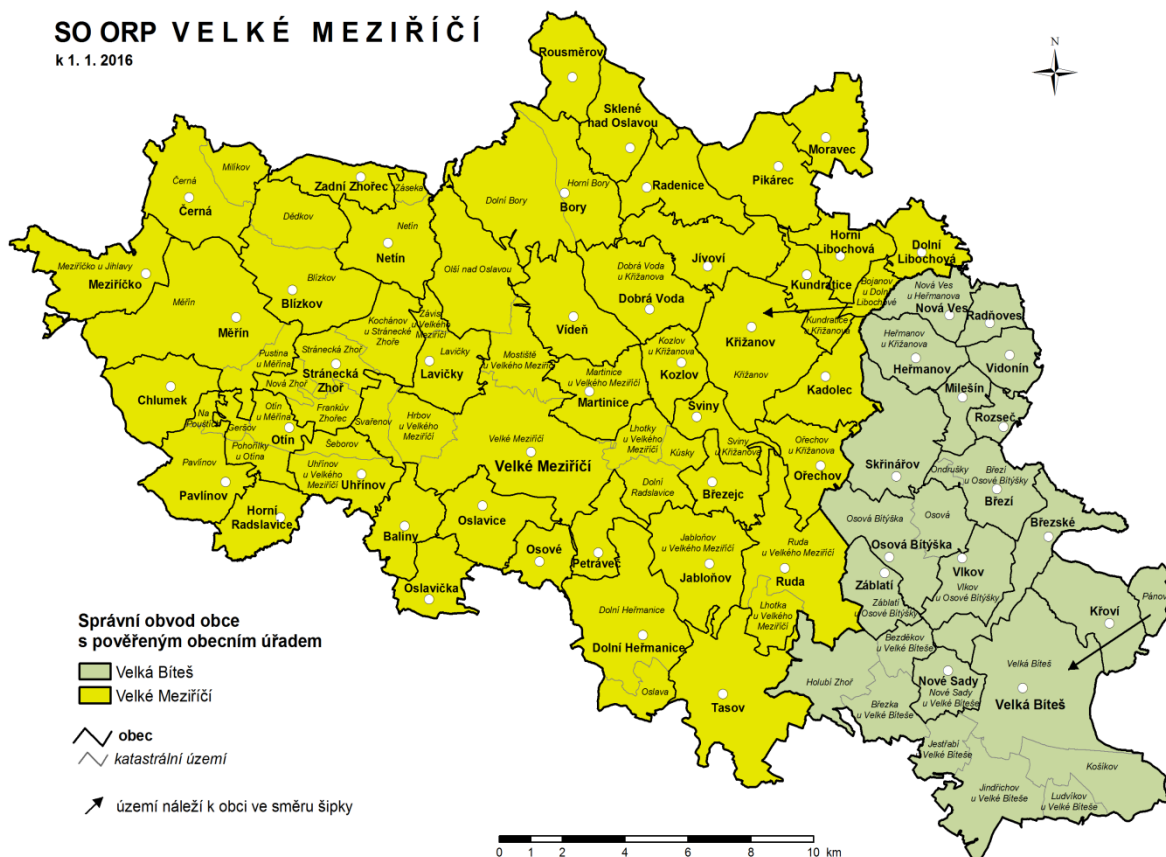 SO ORP VELKÉ MEZIŘÍČÍ
k 1. 1. 2016
N
Rousměrov
Sklené
nad Oslavou
Moravec
Milíkov
Černá
Černá
Zadní Zhořec
Záseka
Horní Bory
Dolní Bory
Bory
Radenice
Pikárec
Dědkov
Netín
Netín
Horní
Libochová
Dolní
Libochová
Meziříčko u Jihlavy
Meziříčko
Olší nad Oslavou
Dobrá Voda
u Křižanova
Jívoví
Kundratice
Bojanov
u Dolní
Libochové
Nová Ves
u Heřmanova
Nová Ves
Radňoves
Blízkov
Blízkov
Měřín
Měřín
Dobrá Voda
Vídeň
Kochánov
u Stránecké
Zhoře
Závist
u Velkého
Meziříčí
Kundratice
u Křižanova
Křižanov
Křižanov
Heřmanov
u Křižanova
Heřmanov
Vidonín
Pustina
u Měřína
Stránecká Zhoř
Stránecká
Zhoř
Lavičky
Lavičky
Mostiště
u Velkého Meziříčí
Kozlov
u Křižanova
Kozlov
Martinice
u Velkého Meziříčí
Martinice
Kadolec
Milešín
Rozseč
Chlumek
Nová Zhoř
Na
Pouštích
Otín
u Měřína
Otín
Geršov
Frankův
Zhořec
Svařenov
Hrbov
u Velkého
Meziříčí
Sviny
Sviny
u Křižanova
Lhotky
u Velkého
Meziříčí
Kúsky
Ořechov
u Křižanova
Ořechov
Pohořílky
u Otína
Šeborov
Velké Meziříčí
Velké Meziříčí
Pavlínov
Pavlínov
Uhřínov
u Velkého
Meziříčí
Uhřínov
Dolní
Radslavice
Březejc
Skřinářov
Ondrušky
Březí
u Osové Bítýšky
Březí
Horní
Radslavice
Oslavice
Baliny
Osové
Petráveč
Jabloňov
u Velkého Meziříčí
Jabloňov
Ruda
u Velkého Meziříčí
Ruda
Osová Bítýška
Osová
Osová Bítýška
Březské
Oslavička
Záblatí
Záblatí
u Osové Bítýšky
Vlkov
Vlkov
u Osové Bítýšky
Pánov
Křoví
Dolní Heřmanice
Dolní Heřmanice
Lhotka
u Velkého
Meziříčí
Oslava
Tasov
Bezděkov
u Velké Bíteše
Holubí Zhoř
Březka
u Velké Bíteše
Nové Sady
Nové Sady
u Velké Bíteše
Velká Bíteš
Velká Bíteš
Jestřabí
u Velké Bíteše
Košíkov
Jindřichov
u Velké Bíteše
Ludvíkov
u Velké Bíteše
Správní obvod obce
s pověřeným obecním úřadem
Velká Bíteš
Velké Meziříčí
obec
katastrální území
území náleží k obci ve směru šipky
0 1 2 4 6 8 10 km